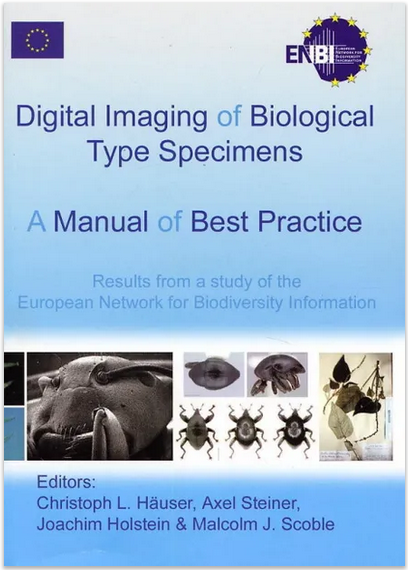 ENBI
EUROPEAN
NETWORK FOR
BIODIVERSITY
INFORMATION
Digital Imaging of Biological
Type Specimens
A Manual of Best Practice
Results from a study of the
European Network for Biodiversity Information
Editors:
Christoph L. Häuser, Axel Steiner,
Joachim Holstein & Malcolm J. Scoble